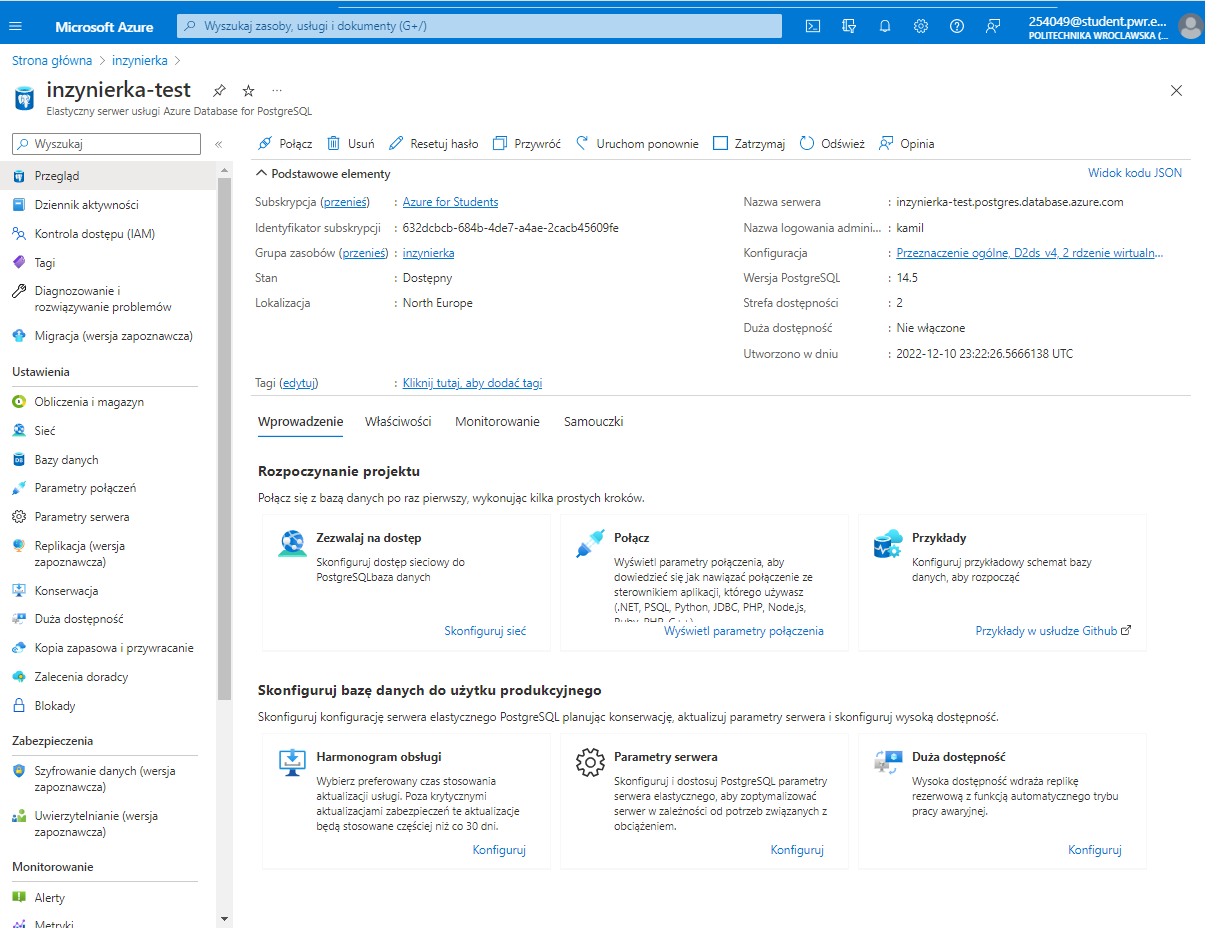 Microsoft Azure
Wyszukaj zasoby, usługi i dokumenty (G+/)
254049@student.pwr.e...
POLITECHNIKA WROCLAWSKA (...
Strona główna > inzynierka >
inzynierka-test
Elastyczny serwer usługi Azure Database for PostgreSQL
Wyszukaj
Przegląd
Dziennik aktywności
Kontrola dostępu (IAM)
Tagi
Diagnozowanie i
rozwiązywanie problemów
Migracja (wersja zapoznawcza)
Ustawienia
Obliczenia i magazyn
Sieć
Bazy danych
Parametry połączeń
Parametry serwera
Replikacja (wersja
zapoznawcza)
Konserwacja
Duża dostępność
Kopia zapasowa i przywracanie
Zalecenia doradcy
Blokady
Zabezpieczenia
Szyfrowanie danych (wersja
zapoznawcza)
Uwierzytelnianie (wersja
zapoznawcza)
Monitorowanie
Alerty
Metryki
Połącz Usuń Resetuj hasło Przywróć Uruchom ponownie Zatrzymaj Odśwież Opinia
Podstawowe elementy
Widok kodu JSON
Subskrypcja (przenieś) : Azure for Students
Identyfikator subskrypcji : 632dcbcb-684b-4de7-a4ae-2cacb45609fe
Grupa zasobów (przenieś) : inzynierka
Stan : Dostępny
Lokalizacja : North Europe
Nazwa serwera : inzynierka-test.postgres.database.azure.com
Nazwa logowania admini... : kamil
Konfiguracja : Przeznaczenie ogólne, D2ds_v4, 2 rdzenie wirtualn...
Wersja PostgreSQL : 14.5
Strefa dostępności : 2
Duża dostępność : Nie włączone
Utworzono w dniu : 2022-12-10 23:22:26.5666138 UTC
Tagi (edytuj) : Kliknij tutaj, aby dodać tagi
Wprowadzenie Właściwości Monitorowanie Samouczki
Rozpoczynanie projektu
Połącz się z bazą danych po raz pierwszy, wykonując kilka prostych kroków.
Zezwalaj na dostęp
Skonfiguruj dostęp sieciowy do
PostgreSQLbaza danych
Skonfiguruj sieć
Połącz
Wyświetl parametry połączenia, aby
dowiedzieć się jak nawiązać połączenie ze
sterownikiem aplikacji, którego używasz
(.NET, PSQL, Python, JDBC, PHP, Node.js,
Ruby, PHP, C++)
Wyświetl parametry połączenia
Przykłady
Konfiguruj przykładowy schemat bazy
danych, aby rozpocząć
Przykłady w usłudze Github
Skonfiguruj bazę danych do użytku produkcyjnego
Skonfiguruj konfigurację serwera elastycznego PostgreSQL planując konserwację, aktualizuj parametry serwera i skonfiguruj wysoką dostępność.
Harmonogram obsługi
Wybierz preferowany czas stosowania
aktualizacji usługi. Poza krytycznymi
aktualizacjami zabezpieczeń te aktualizacje
będą stosowane częściej niż co 30 dni.
Konfiguruj
Parametry serwera
Skonfiguruj i dostosuj PostgreSQL parametry
serwera elastycznego, aby zoptymalizować
serwer w zależności od potrzeb związanych z
obciążeniem.
Konfiguruj
Duża dostępność
Wysoka dostępność wdraża replikę
rezerwową z funkcją automatycznego trybu
pracy awaryjnej.
Konfiguruj